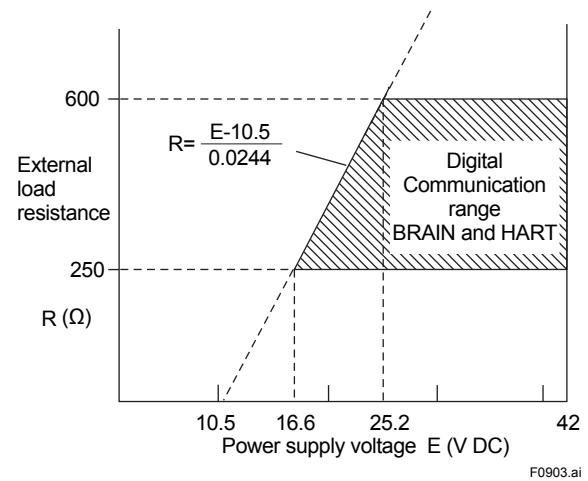 600
R= E-10.5
0.0244
External
load
resistance
Digital
Communication
range
BRAIN and HART
250
R (Ω)
10.5 16.6 25.2 42
Power supply voltage E (V DC)
F0903.ai